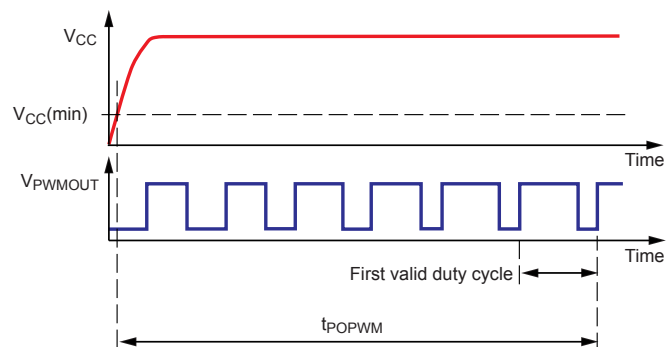 VCC
VCC(min)
Time
VPWMOUT
Time
First valid duty cycle
tPOPWM